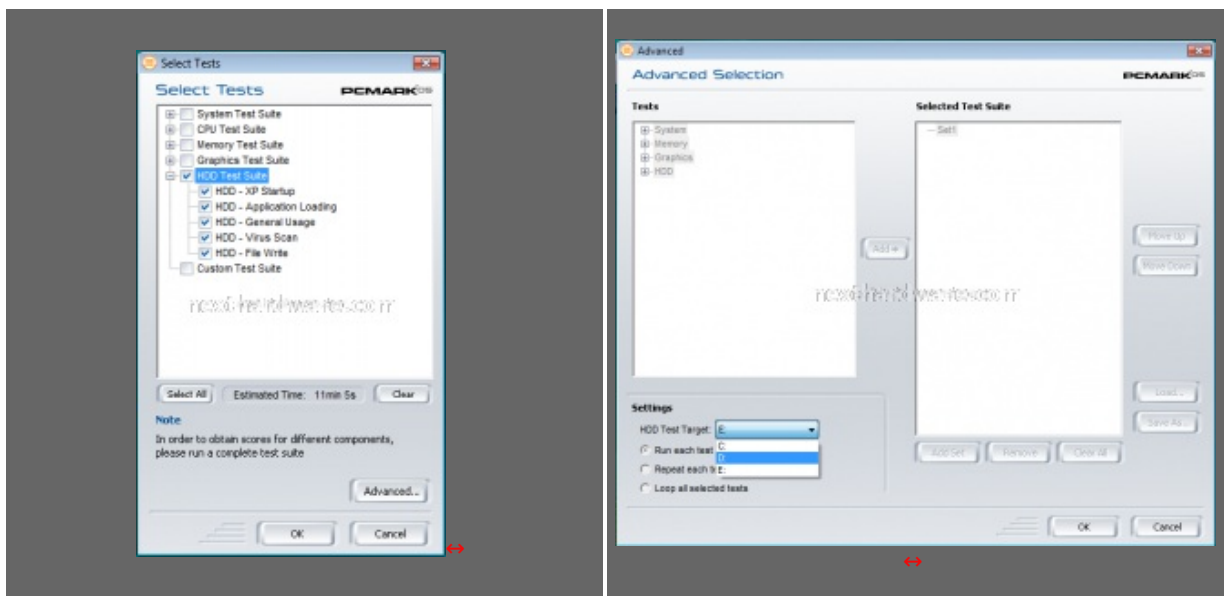 Select Tests
Select Tests
PCMARK05
System Test Suite
CPU Test Suite
Memory Test Suite
Graphics Test Suite
HDD Test Suite
HDD - XP Startup
HDD - Application Loading
HDD - General Usage
HDD - Virus Scan
HDD - File Write
Custom Test Suite
Select All
Estimated Time: 11min 5s
Clear
Note
In order to obtain scores for different components,
please run a complete test suite
Advanced...
OK
Cancel
Advanced
Advanced Selection
PCMARK05
Tests
System
Memory
Graphics
HDD
Add
Selected Test Suite
Set1
Move Up
Move Down
Load...
Save As...
Settings
HDD Test Target: E:
C:
D:
E:
Run each test
Repeat each t
Loop all selected tests
Add Set
Remove
Clear All
OK
Cancel